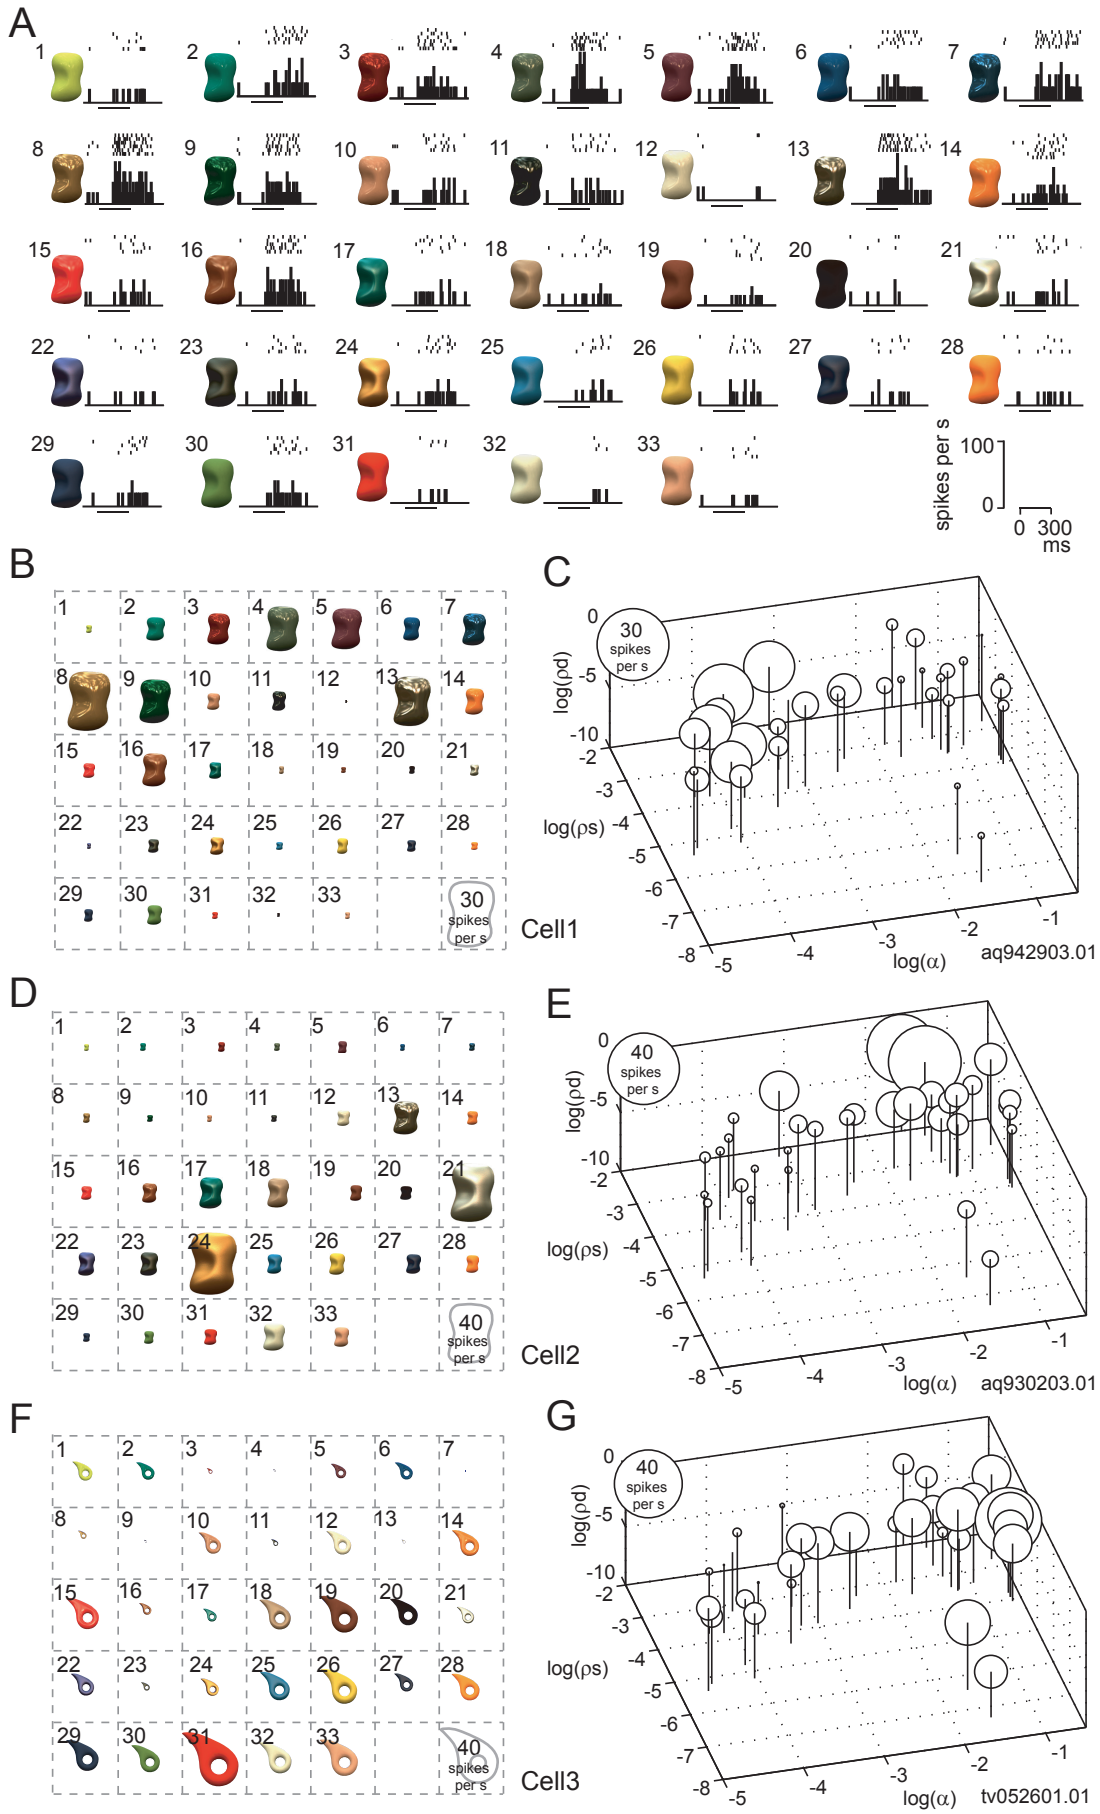 A
1 2 3 4 5 6 7
8 9 10 11 12 13 14
15 16 17 18 19 20 21
22 23 24 25 26 27 28
29 30 31 32 33
100
0
spikes per s
0 300
ms
B
1 2 3 4 5 6 7
8 9 10 11 12 13 14
15 16 17 18 19 20 21
22 23 24 25 26 27 28
29 30 31 32 33
30
spikes
per s
Cell1
C
30
spikes
per s
0
-5
-10
log(ρd)
-2
-3
-4
-5
-6
-7
-8
log(ρs)
-5
-4
-3
-2
-1
log(α)
aq942903.01
D
1 2 3 4 5 6 7
8 9 10 11 12 13 14
15 16 17 18 19 20 21
22 23 24 25 26 27 28
29 30 31 32 33
40
spikes
per s
Cell2
E
40
spikes
per s
0
-5
-10
log(ρd)
-2
-3
-4
-5
-6
-7
-8
log(ρs)
-5
-4
-3
-2
-1
log(α)
aq930203.01
F
1 2 3 4 5 6 7
8 9 10 11 12 13 14
15 16 17 18 19 20 21
22 23 24 25 26 27 28
29 30 31 32 33
40
spikes
per s
Cell3
G
40
spikes
per s
0
-5
-10
log(ρd)
-2
-3
-4
-5
-6
-7
-8
log(ρs)
-5
-4
-3
-2
-1
log(α)
tv052601.01